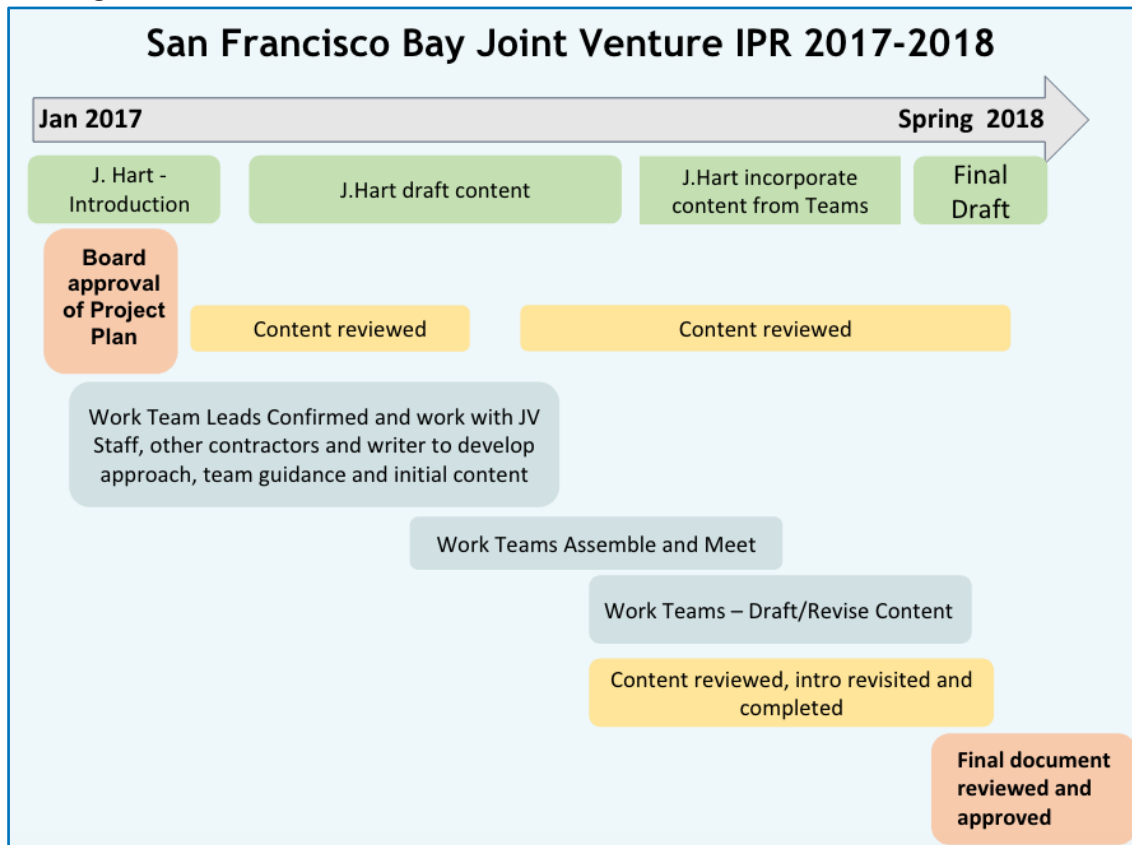 San Francisco Bay Joint Venture IPR 2017-2018
Jan 2017
Spring 2018
J. Hart -
Introduction
J.Hart draft content
J.Hart incorporate
content from Teams
Final
Draft
Board
approval
of Project
Plan
Content reviewed
Content reviewed
Work Team Leads Confirmed and work with JV
Staff, other contractors and writer to develop
approach, team guidance and initial content
Work Teams Assemble and Meet
Work Teams – Draft/Revise Content
Content reviewed, intro revisited and
completed
Final document
reviewed and
approved